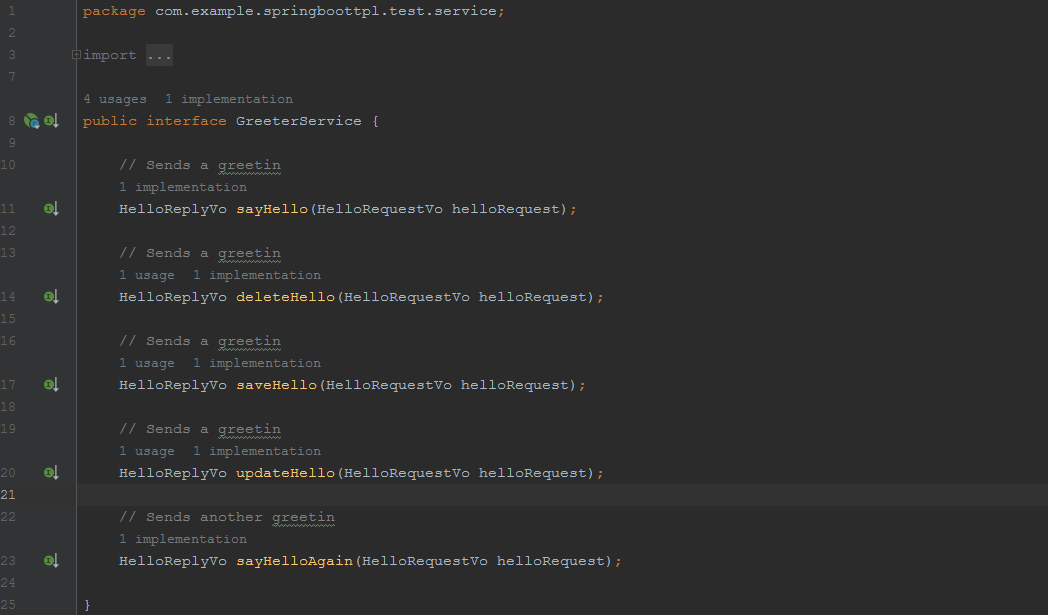 1 package com.example.springboottpl.test.service;
2
3 import ...
7
4 usages 1 implementation
8 public interface GreeterService {
9
10 // Sends a greetin
1 implementation
11 HelloReplyVo sayHello(HelloRequestVo helloRequest);
12
13 // Sends a greetin
1 usage 1 implementation
14 HelloReplyVo deleteHello(HelloRequestVo helloRequest);
15
16 // Sends a greetin
1 usage 1 implementation
17 HelloReplyVo saveHello(HelloRequestVo helloRequest);
18
19 // Sends a greetin
1 usage 1 implementation
20 HelloReplyVo updateHello(HelloRequestVo helloRequest);
21
22 // Sends another greetin
1 implementation
23 HelloReplyVo sayHelloAgain(HelloRequestVo helloRequest);
24
25 }